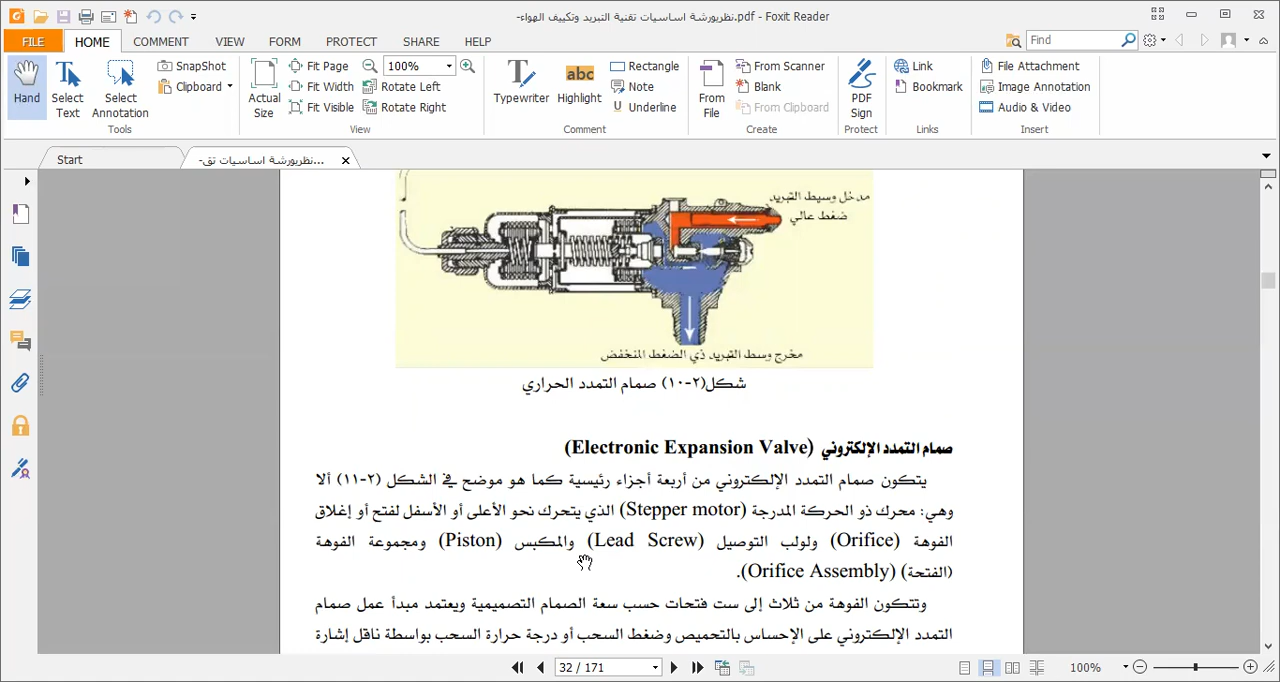 -نظريورشة اساسيات تقنية التبريد وتكييف الهواء.pdf - Foxit Reader
FILE HOME COMMENT VIEW FORM PROTECT SHARE HELP
Find
Hand
Select Text
Select Annotation
SnapShot
Clipboard
Tools
Actual Size
Fit Page
Fit Width
Fit Visible
100%
Rotate Left
Rotate Right
View
Typewriter
Highlight
Rectangle
Note
Underline
Comment
From File
From Scanner
Blank
From Clipboard
Create
PDF Sign
Protect
Link
Bookmark
Links
File Attachment
Image Annotation
Audio & Video
Insert
Start
-نظريورشة اساسيات تق...
مدخل وسيط التبريد
ضغط عالي
مخرج وسط التبريد ذي الضغط المنخفض
شكل(٢-١٠) صمام التمدد الحراري
صمام التمدد الإلكتروني (Electronic Expansion Valve)
يتكون صمام التمدد الإلكتروني من أربعة أجزاء رئيسية كما هو موضح في الشكل (٢-١١) ألا
وهي: محرك ذو الحركة المدرجة (Stepper motor) الذي يتحرك نحو الأعلى أو الأسفل لفتح أو إغلاق
الفوهة (Orifice) ولولب التوصيل (Lead Screw) والمكبس (Piston) ومجموعة الفوهة
(الفتحة) (Orifice Assembly).
وتتكون الفوهة من ثلاث إلى ست فتحات حسب سعة الصمام التصميمية ويعتمد مبدأ عمل صمام
التمدد الإلكتروني على الإحساس بالتحميص وضغط السحب أو درجة حرارة السحب بواسطة ناقل إشارة
32 / 171
100%